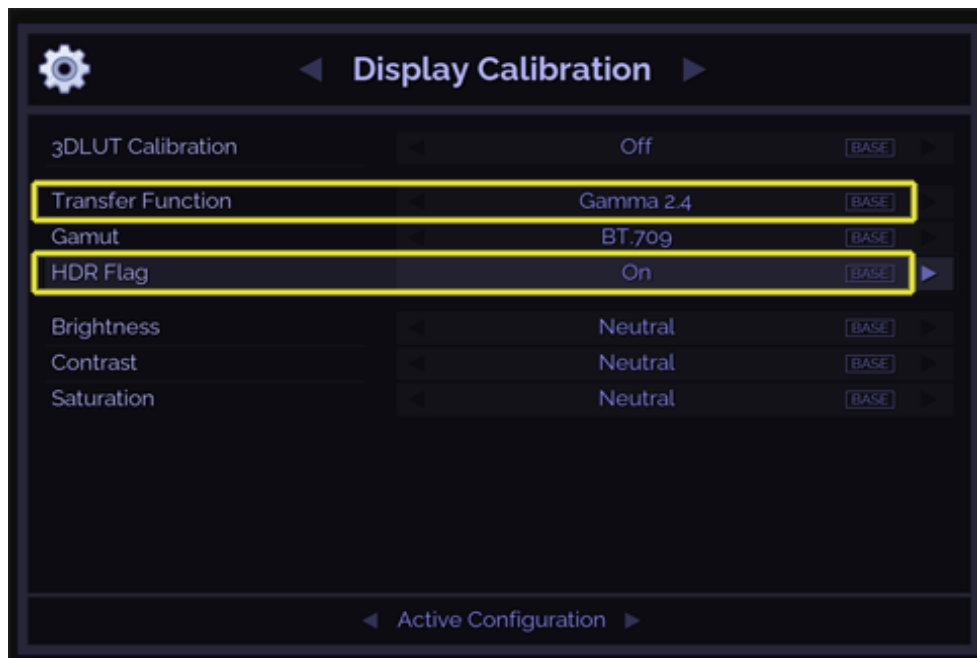 Display Calibration
3DLUT Calibration Off BASE
Transfer Function Gamma 2.4 BASE
Gamut BT.709 BASE
HDR Flag On BASE
Brightness Neutral BASE
Contrast Neutral BASE
Saturation Neutral BASE
Active Configuration